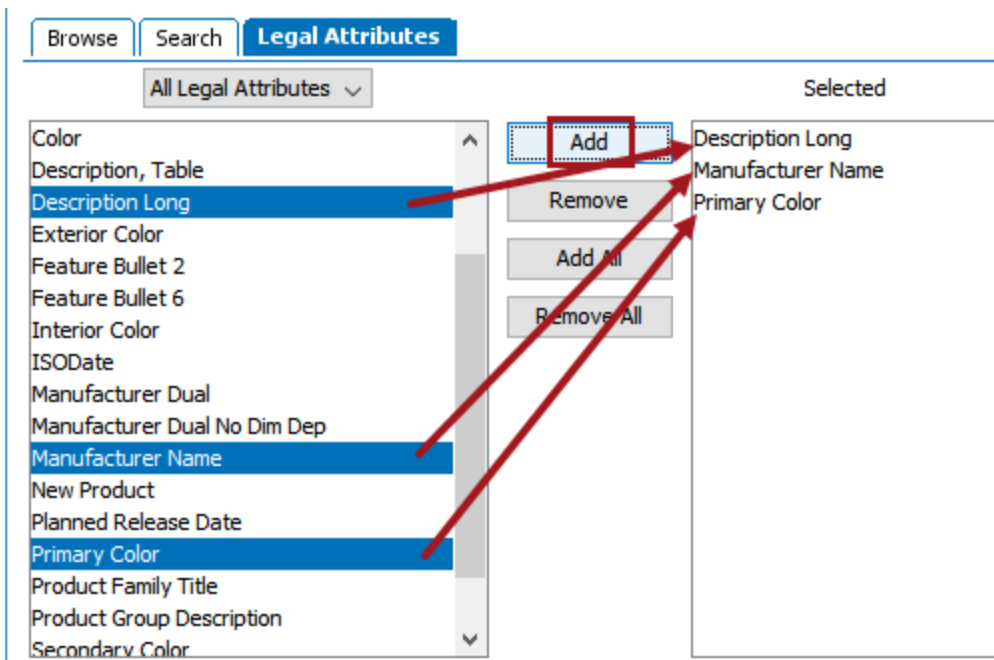 Browse Search Legal Attributes
All Legal Attributes
Selected
Color
Description, Table
Description Long
Exterior Color
Feature Bullet 2
Feature Bullet 6
Interior Color
ISODate
Manufacturer Dual
Manufacturer Dual No Dim Dep
Manufacturer Name
New Product
Planned Release Date
Primary Color
Product Family Title
Product Group Description
Secondary Color
Add
Remove
Add All
Remove All
Description Long
Manufacturer Name
Primary Color